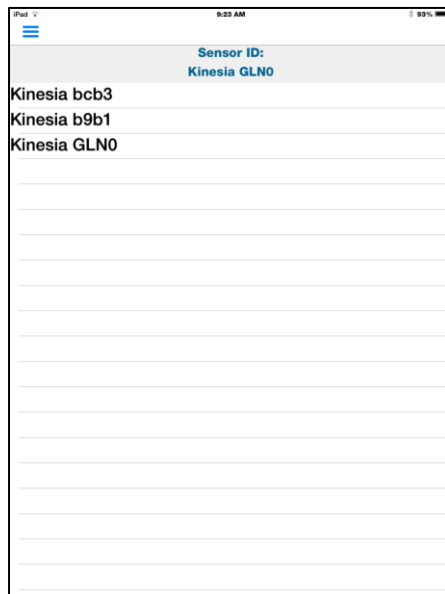 iPad 9:23 AM 93%
Sensor ID:
Kinesia GLN0
Kinesia bcb3
Kinesia b9b1
Kinesia GLN0